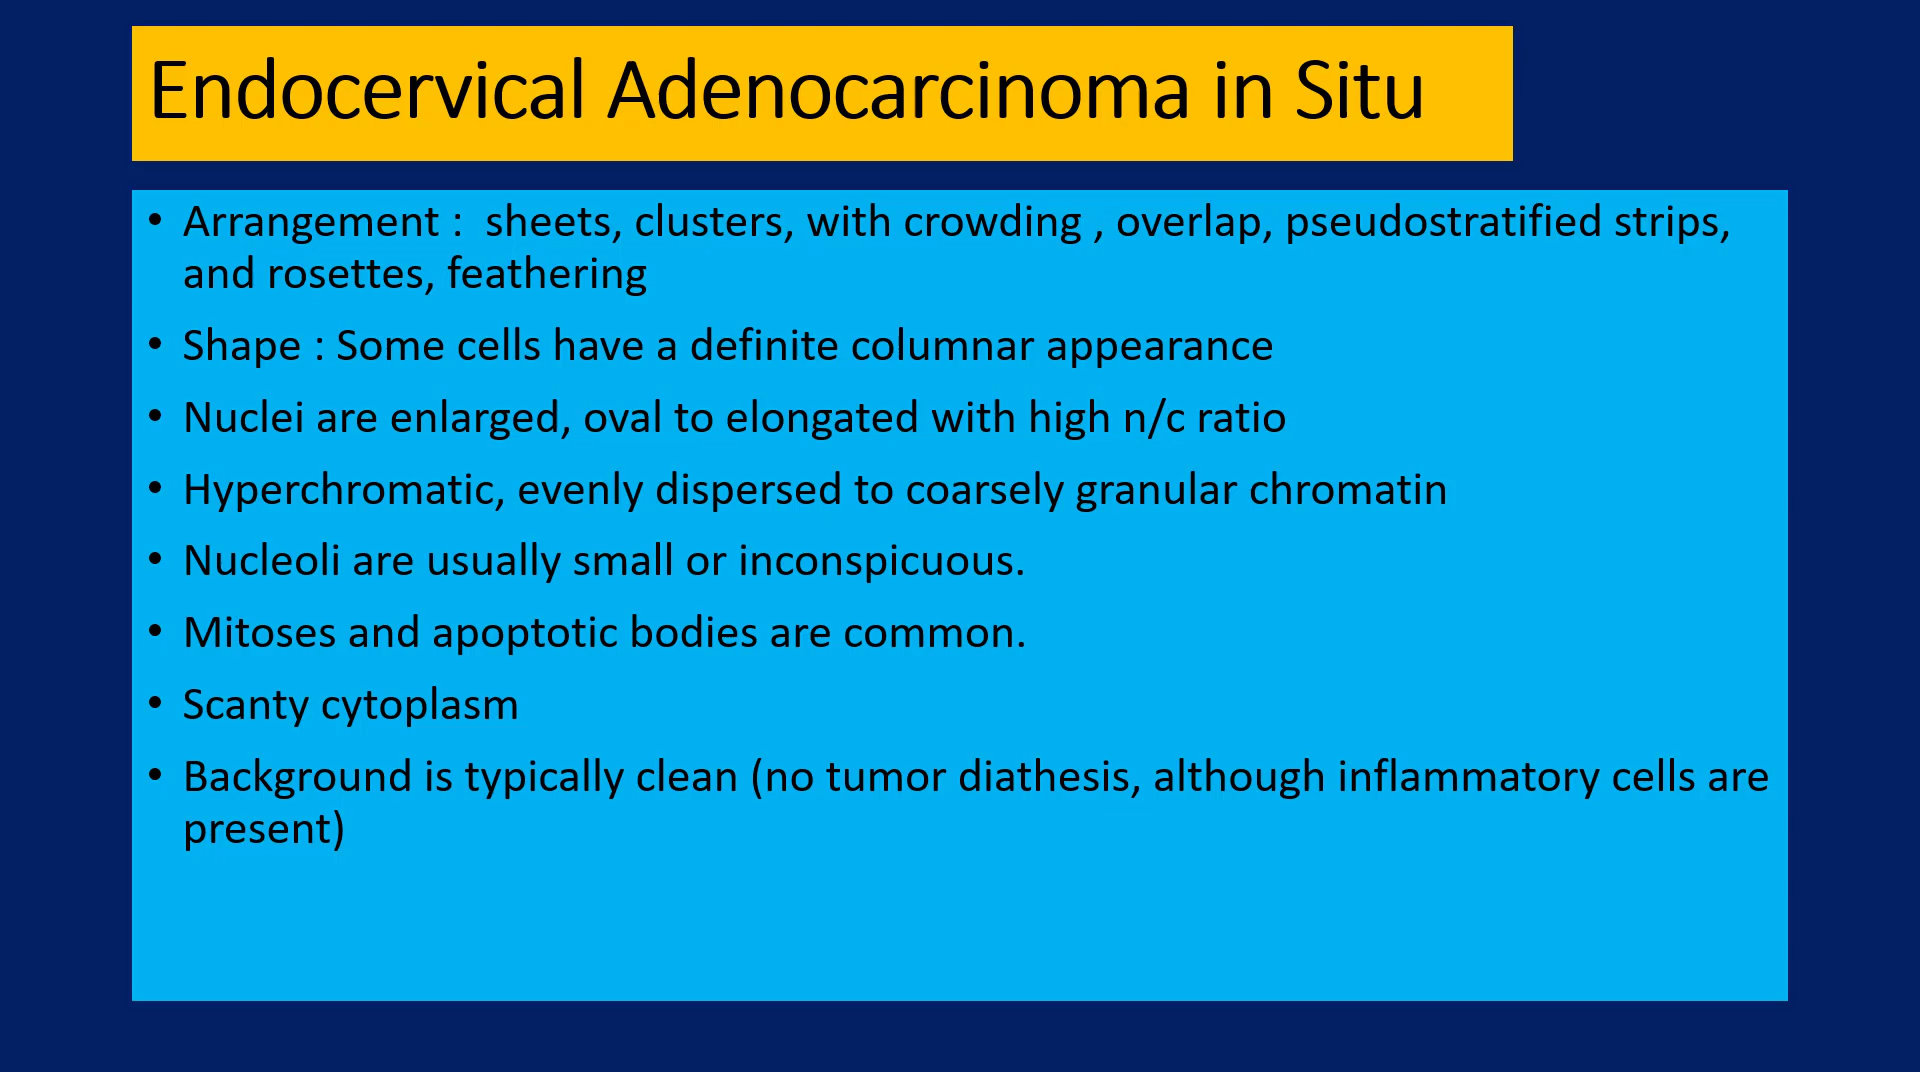 Endocervical Adenocarcinoma in Situ
• Arrangement :  sheets, clusters, with crowding , overlap, pseudostratified strips,
and rosettes, feathering
• Shape : Some cells have a definite columnar appearance
• Nuclei are enlarged, oval to elongated with high n/c ratio
• Hyperchromatic, evenly dispersed to coarsely granular chromatin
• Nucleoli are usually small or inconspicuous.
• Mitoses and apoptotic bodies are common.
• Scanty cytoplasm
• Background is typically clean (no tumor diathesis, although inflammatory cells are
present)